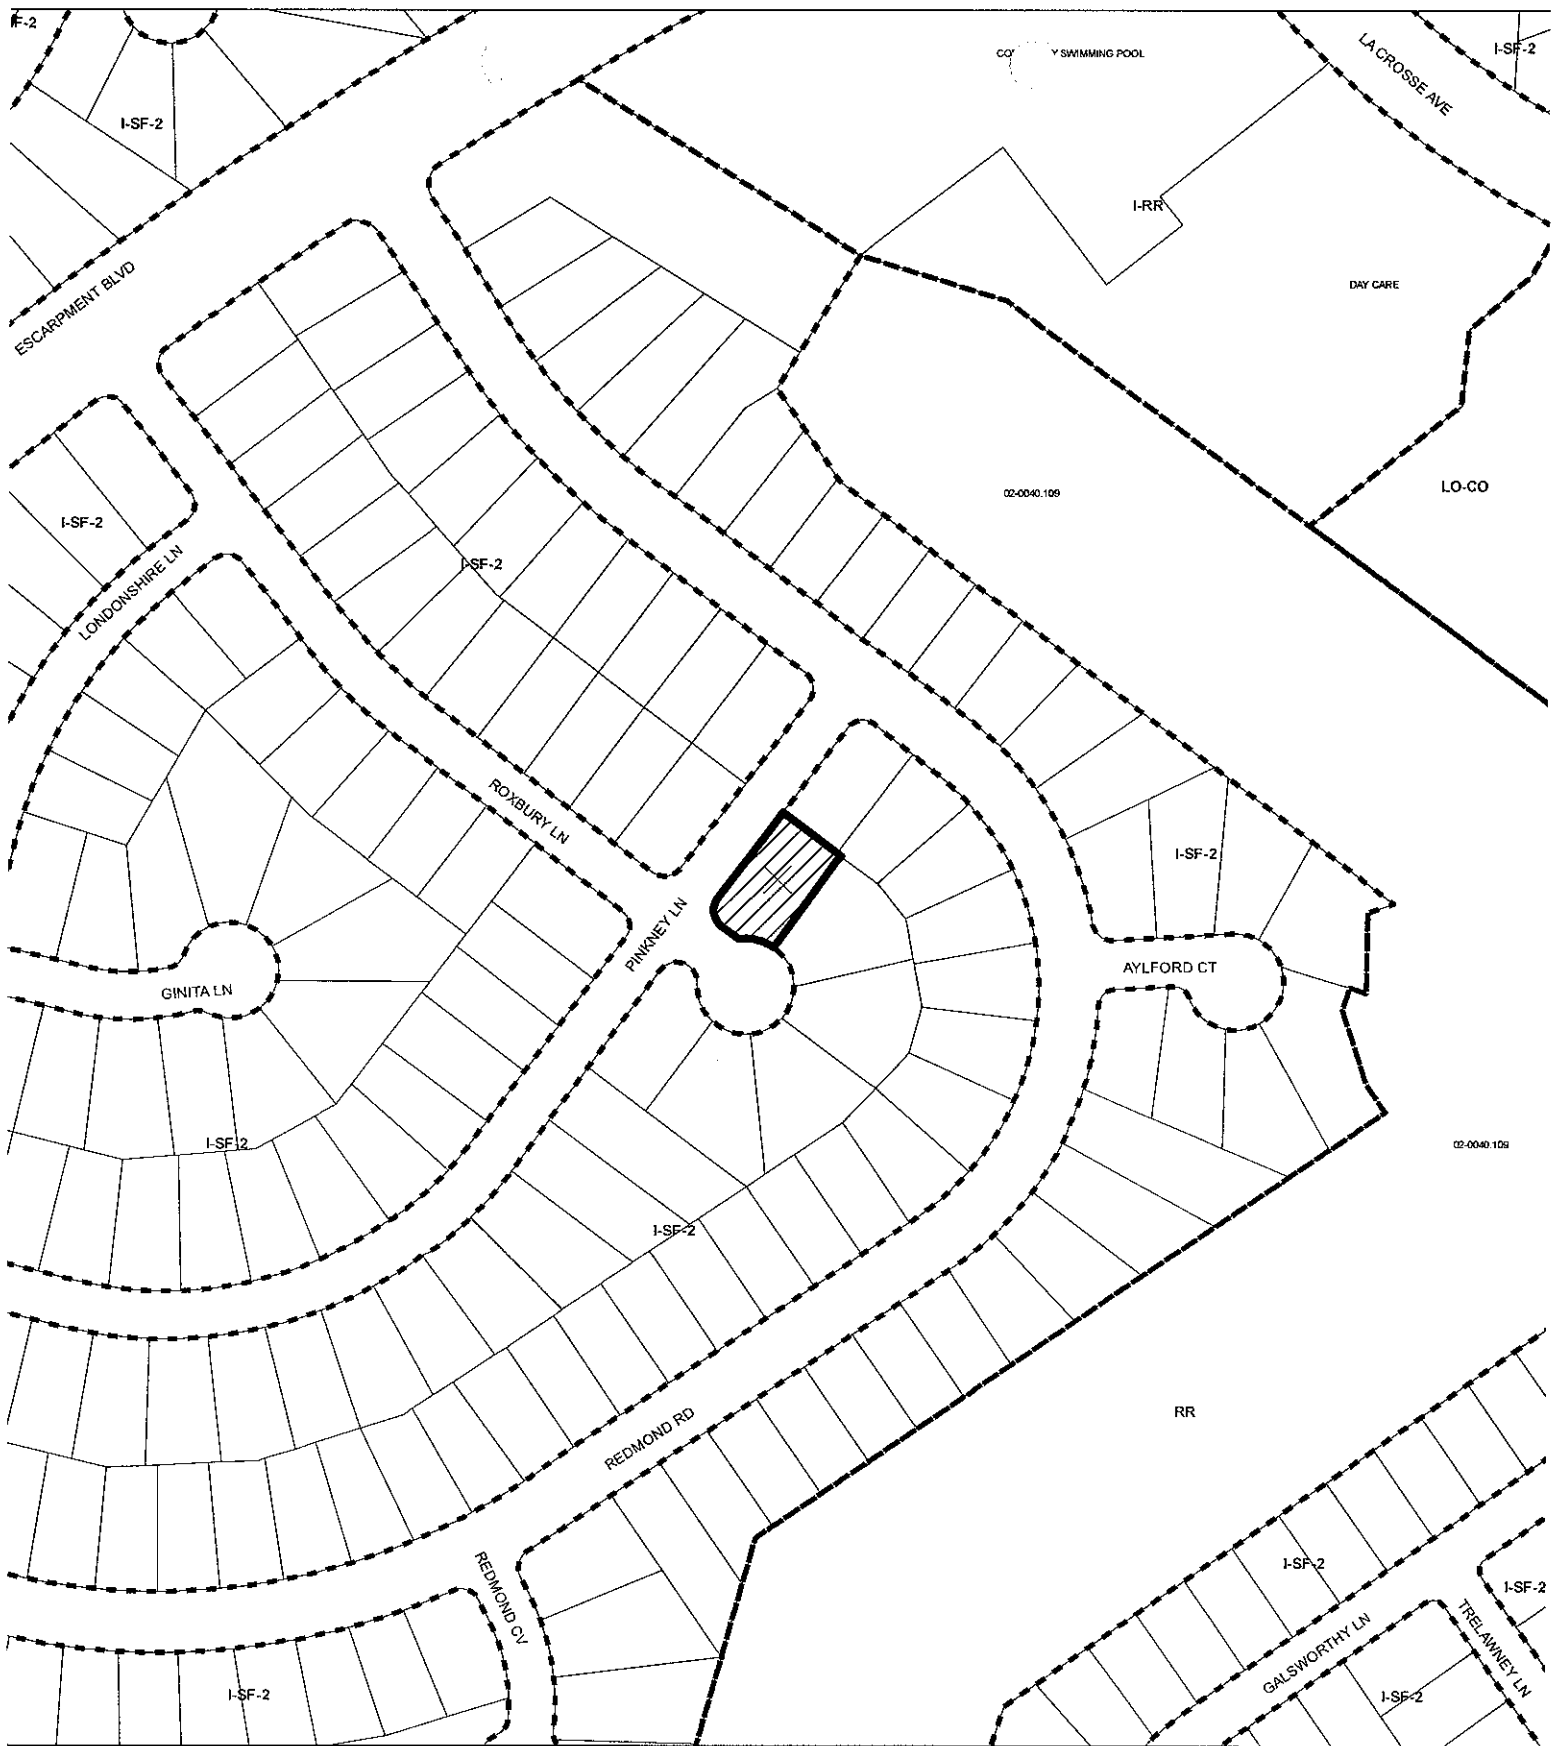 F-2
I-SF-2
SWIMMING POOL
LA CROSSE AVE
I-SF-2
I-RR
DAY CARE
ESCARPMENT BLVD
02-0040.109
LO-CO
I-SF-2
I-SF-2
LONDONSHIRE LN
ROXBURY LN
I-SF-2
PINKNEY LN
AYLFORD CT
GINITA LN
I-SF-2
02-0040.109
I-SF-2
RR
REDMOND RD
REDMOND CV
I-SF-2
I-SF-2
TRELAWNEY LN
GALSWORTHY LN
I-SF-2
I-SF-2